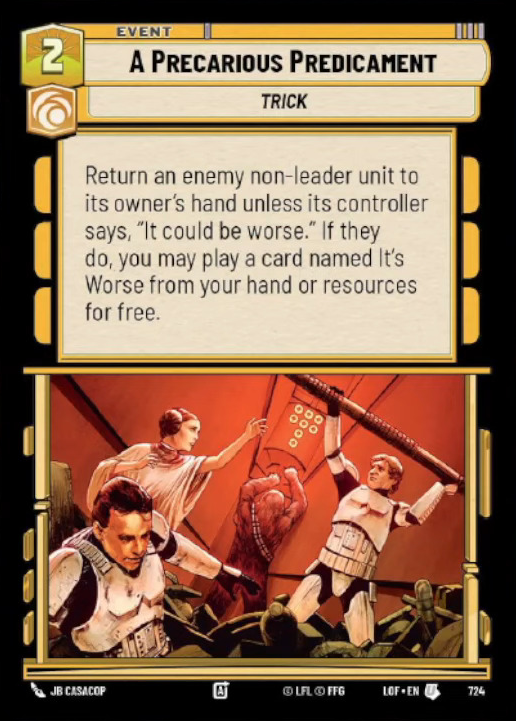 EVENT
2
A PRECARIOUS PREDICAMENT
TRICK
Return an enemy non-leader unit to
its owner's hand unless its controller
says, "It could be worse." If they
do, you may play a card named It's
Worse from your hand or resources
for free.
JB CASACOP
A
© LFL © FFG
LOF • EN
724